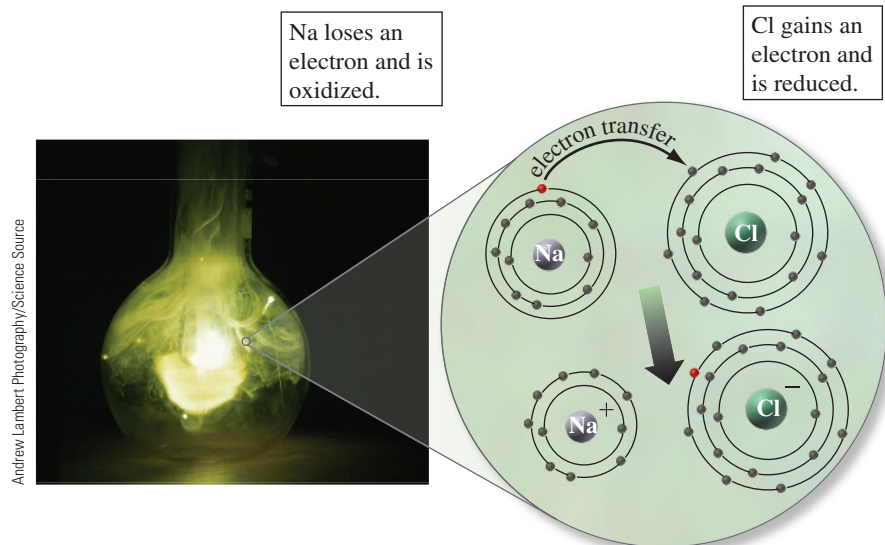 Na loses an
electron and is
oxidized.
Cl gains an
electron and
is reduced.
Andrew Lambert Photography/Science Source
electron transfer
Na
Cl
Na +
Cl −